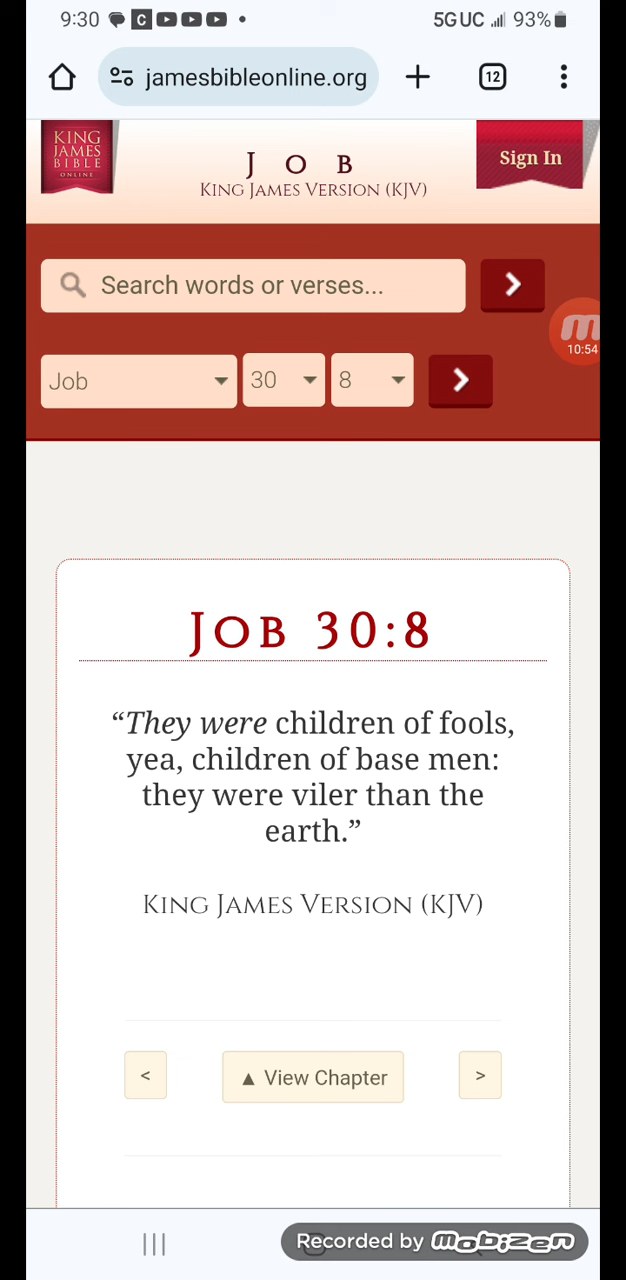 9:30 C 5G UC 93%
jamesbibleonline.org + 12
KING
JAMES
BIBLE
ONLINE
JOB
KING JAMES VERSION (KJV)
Sign In
Search words or verses...
10:54
Job 30 8
JOB 30:8
“They were children of fools,
yea, children of base men:
they were viler than the
earth.”
KING JAMES VERSION (KJV)
< ▲ View Chapter >
Recorded by mobizen